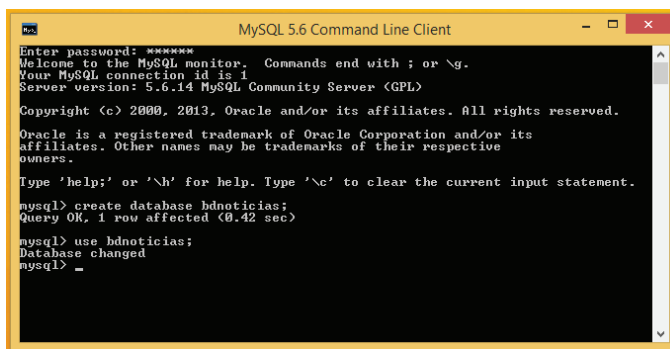 MySQL 5.6 Command Line Client
Enter password: ******
Welcome to the MySQL monitor.  Commands end with ; or \g.
Your MySQL connection id is 1
Server version: 5.6.14 MySQL Community Server (GPL)
Copyright (c) 2000, 2013, Oracle and/or its affiliates. All rights reserved.
Oracle is a registered trademark of Oracle Corporation and/or its
affiliates. Other names may be trademarks of their respective
owners.
Type 'help;' or '\h' for help. Type '\c' to clear the current input statement.
mysql> create database bdnoticias;
Query OK, 1 row affected (0.42 sec)
mysql> use bdnoticias;
Database changed
mysql> _